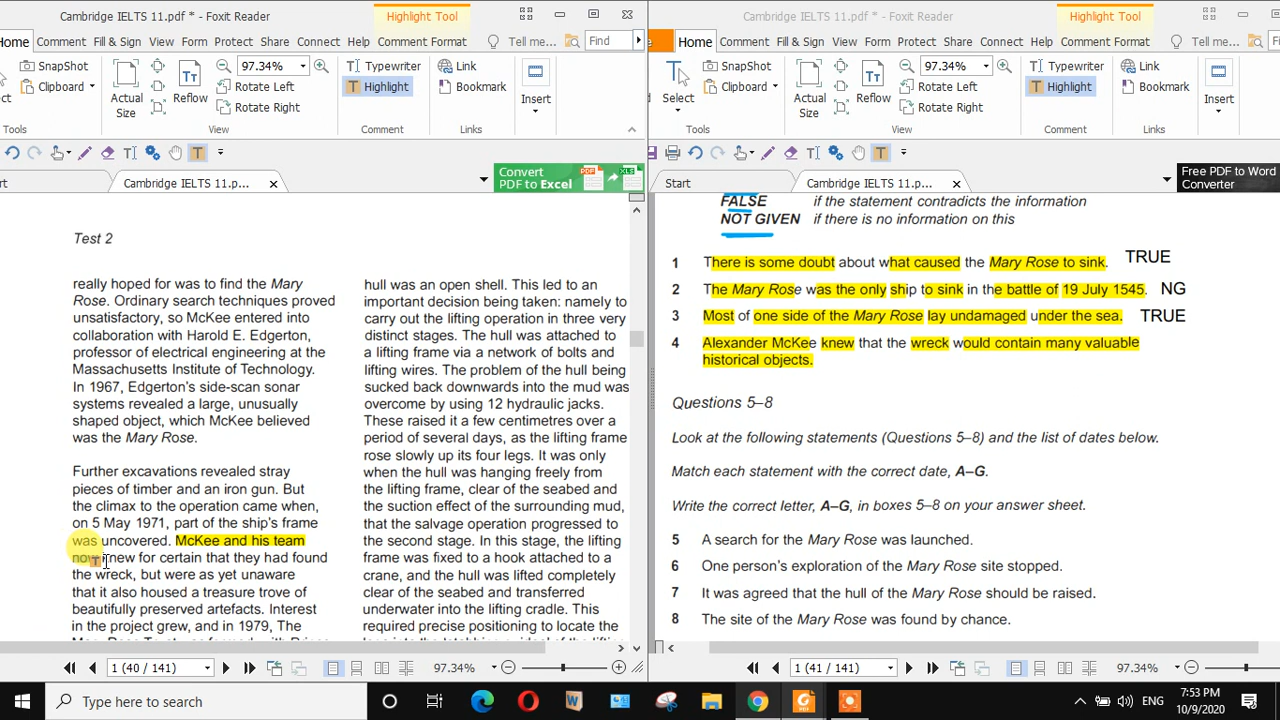 Cambridge IELTS 11.pdf * - Foxit Reader
Highlight Tool
Home Comment Fill & Sign View Form Protect Share Connect Help Comment Format Tell me... Find
SnapShot
Clipboard
Tools
Actual Size
Reflow
97.34%
Rotate Left
Rotate Right
View
Typewriter
Highlight
Comment
Link
Bookmark
Links
Insert
Convert
PDF to Excel
Cambridge IELTS 11.p...
Test 2
really hoped for was to find the Mary
Rose. Ordinary search techniques proved
unsatisfactory, so McKee entered into
collaboration with Harold E. Edgerton,
professor of electrical engineering at the
Massachusetts Institute of Technology.
In 1967, Edgerton's side-scan sonar
systems revealed a large, unusually
shaped object, which McKee believed
was the Mary Rose.
Further excavations revealed stray
pieces of timber and an iron gun. But
the climax to the operation came when,
on 5 May 1971, part of the ship's frame
was uncovered. McKee and his team
now knew for certain that they had found
the wreck, but were as yet unaware
that it also housed a treasure trove of
beautifully preserved artefacts. Interest
in the project grew, and in 1979, The
hull was an open shell. This led to an
important decision being taken: namely to
carry out the lifting operation in three very
distinct stages. The hull was attached to
a lifting frame via a network of bolts and
lifting wires. The problem of the hull being
sucked back downwards into the mud was
overcome by using 12 hydraulic jacks.
These raised it a few centimetres over a
period of several days, as the lifting frame
rose slowly up its four legs. It was only
when the hull was hanging freely from
the lifting frame, clear of the seabed and
the suction effect of the surrounding mud,
that the salvage operation progressed to
the second stage. In this stage, the lifting
frame was fixed to a hook attached to a
crane, and the hull was lifted completely
clear of the seabed and transferred
underwater into the lifting cradle. This
required precise positioning to locate the
1 (40 / 141)
97.34%
Cambridge IELTS 11.pdf * - Foxit Reader
Highlight Tool
Home Comment Fill & Sign View Form Protect Share Connect Help Comment Format Tell me...
Select
Tools
SnapShot
Clipboard
Actual Size
Reflow
97.34%
Rotate Left
Rotate Right
View
Typewriter
Highlight
Comment
Link
Bookmark
Links
Insert
Free PDF to Word
Converter
Start
Cambridge IELTS 11.p...
FALSE if the statement contradicts the information
NOT GIVEN if there is no information on this
1 There is some doubt about what caused the Mary Rose to sink. TRUE
2 The Mary Rose was the only ship to sink in the battle of 19 July 1545. NG
3 Most of one side of the Mary Rose lay undamaged under the sea. TRUE
4 Alexander McKee knew that the wreck would contain many valuable
historical objects.
Questions 5–8
Look at the following statements (Questions 5–8) and the list of dates below.
Match each statement with the correct date, A–G.
Write the correct letter, A–G, in boxes 5–8 on your answer sheet.
5 A search for the Mary Rose was launched.
6 One person's exploration of the Mary Rose site stopped.
7 It was agreed that the hull of the Mary Rose should be raised.
8 The site of the Mary Rose was found by chance.
1 (41 / 141)
97.34%
Type here to search
ENG
7:53 PM
10/9/2020